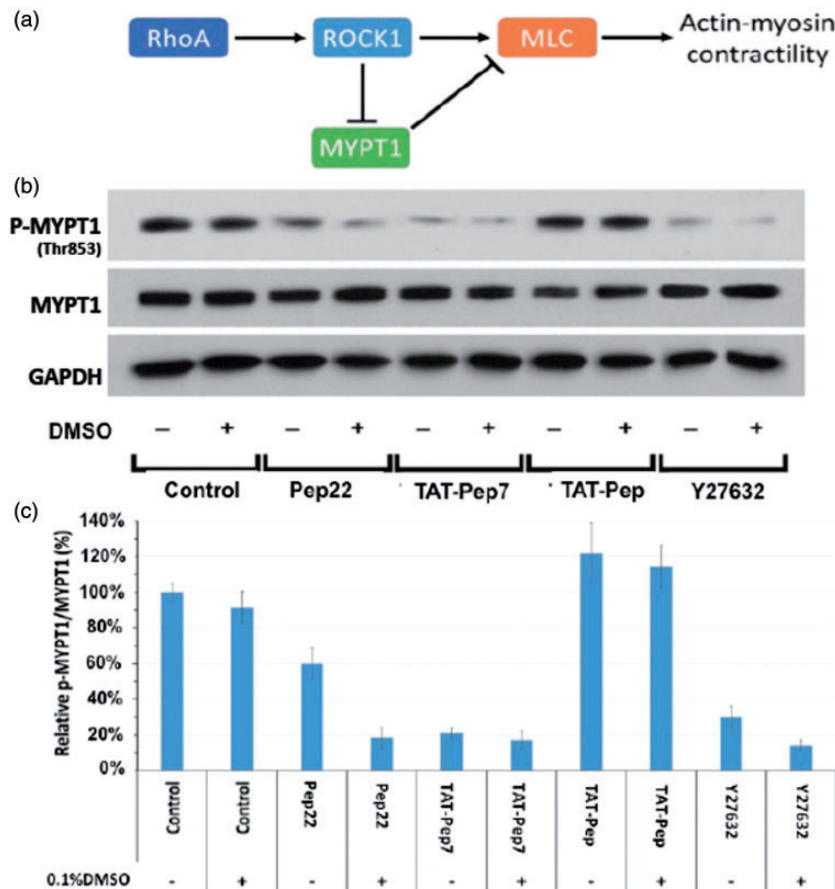 (a)
RhoA ROCK1 MLC Actin-myosin
contractility
MYPT1
(b)
P-MYPT1
(Thr853)
MYPT1
GAPDH
DMSO − + − + − + − + − +
Control Pep22 TAT-Pep7 TAT-Pep Y27632
(c)
Relative p-MYPT1/MYPT1 (%)
140%
120%
100%
80%
60%
40%
20%
0%
Control Control Pep22 Pep22 TAT-Pep7 TAT-Pep7 TAT-Pep TAT-Pep Y27632 Y27632
0.1%DMSO - + - + - + - + - +